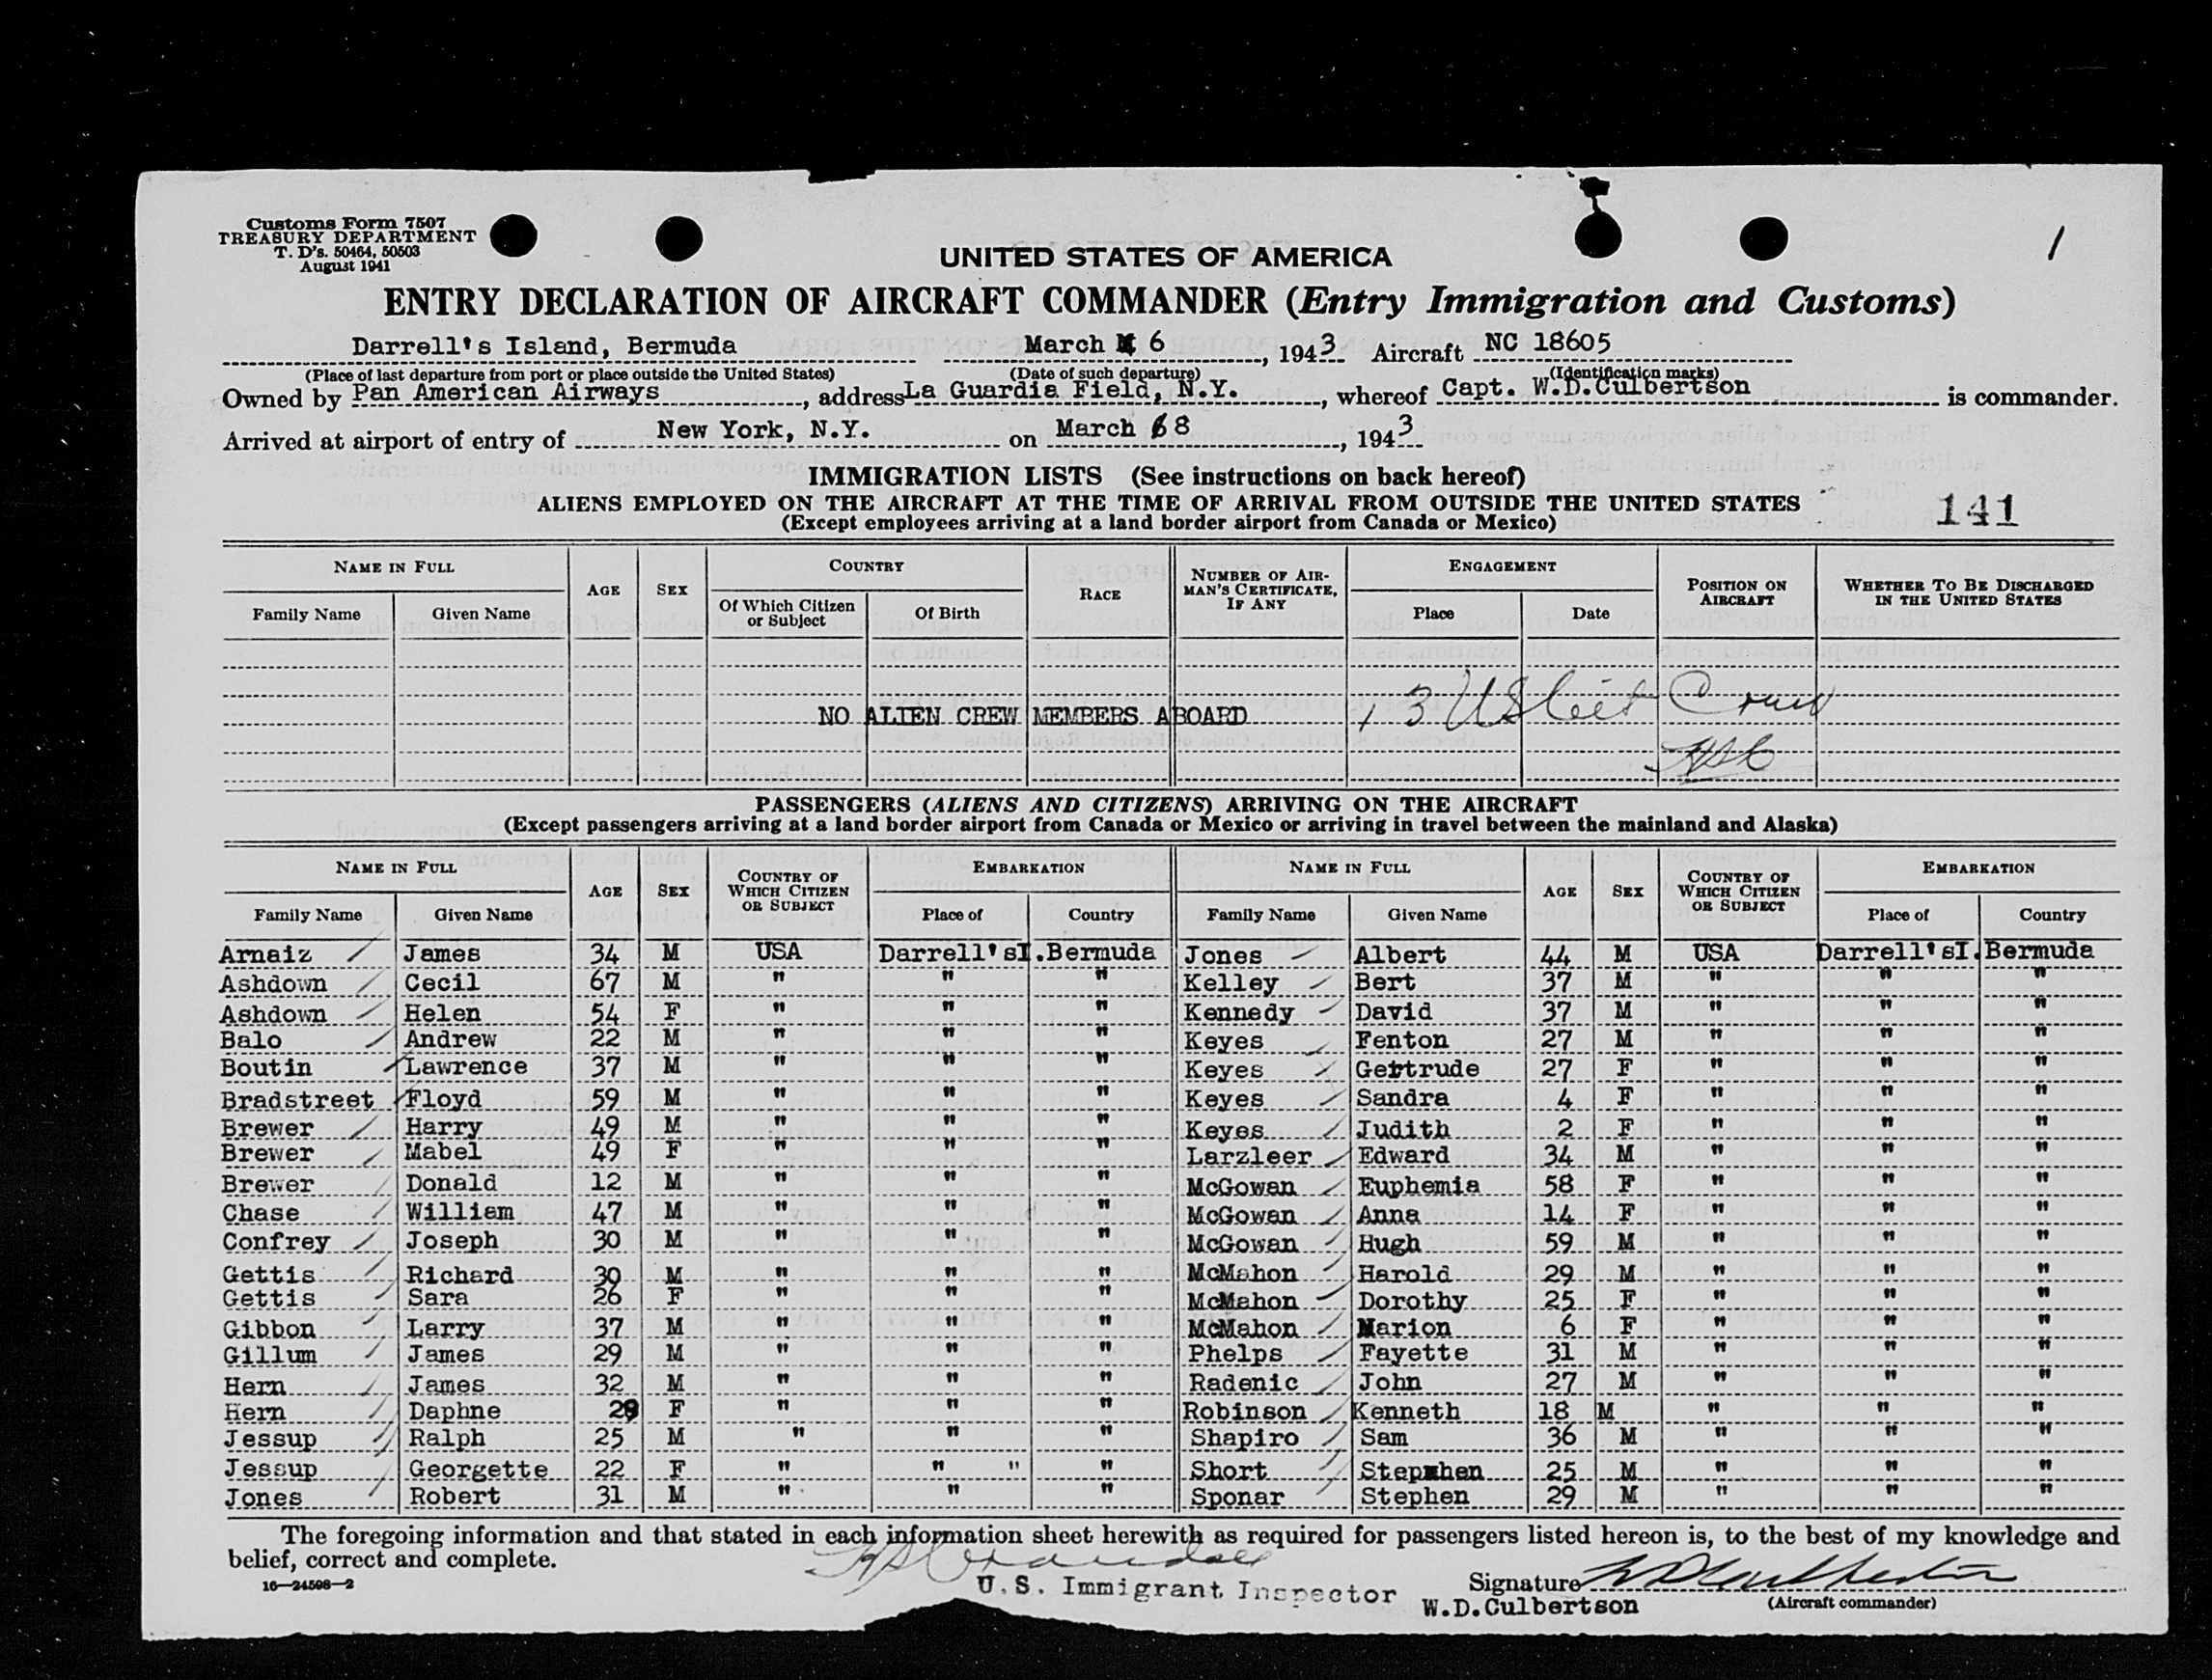 Customs Form 7507
TREASURY DEPARTMENT
T. D's. 50464, 50503
August 1941
1
UNITED STATES OF AMERICA
ENTRY DECLARATION OF AIRCRAFT COMMANDER (Entry Immigration and Customs)
Darrell's Island, Bermuda March 6, 1943 Aircraft NC 18605
(Place of last departure from port or place outside the United States) (Date of such departure) (Identification marks)
Owned by Pan American Airways, address La Guardia Field, N.Y., whereof Capt. W.D.Culbertson is commander.
Arrived at airport of entry of New York, N.Y. on March 8, 1943
IMMIGRATION LISTS (See instructions on back hereof)
ALIENS EMPLOYED ON THE AIRCRAFT AT THE TIME OF ARRIVAL FROM OUTSIDE THE UNITED STATES
141
(Except employees arriving at a land border airport from Canada or Mexico)
NAME IN FULL AGE SEX COUNTRY RACE NUMBER OF AIRMAN'S CERTIFICATE, IF ANY ENGAGEMENT POSITION ON AIRCRAFT WHETHER TO BE DISCHARGED IN THE UNITED STATES
Family Name Given Name Of Which Citizen or Subject Of Birth Place Date
NO ALIEN CREW MEMBERS ABOARD 13 US Cit Crew
PASSENGERS (ALIENS AND CITIZENS) ARRIVING ON THE AIRCRAFT
(Except passengers arriving at a land border airport from Canada or Mexico or arriving in travel between the mainland and Alaska)
NAME IN FULL AGE SEX COUNTRY OF WHICH CITIZEN OR SUBJECT EMBARKATION NAME IN FULL AGE SEX COUNTRY OF WHICH CITIZEN OR SUBJECT EMBARKATION
Family Name Given Name Place of Country Family Name Given Name Place of Country
Arnaiz James 34 M USA Darrell'sI. Bermuda Jones Albert 44 M USA Darrell'sI. Bermuda
Ashdown Cecil 67 M " " " Kelley Bert 37 M " " "
Ashdown Helen 54 F " " " Kennedy David 37 M " " "
Balo Andrew 22 M " " " Keyes Fenton 27 M " " "
Boutin Lawrence 37 M " " " Keyes Gertrude 27 F " " "
Bradstreet Floyd 59 M " " " Keyes Sandra 4 F " " "
Brewer Harry 49 M " " " Keyes Judith 2 F " " "
Brewer Mabel 49 F " " " Larzleer Edward 34 M " " "
Brewer Donald 12 M " " " McGowan Euphemia 58 F " " "
Chase William 47 M " " " McGowan Anna 14 F " " "
Confrey Joseph 30 M " " " McGowan Hugh 59 M " " "
Gettis Richard 30 M " " " McMahon Harold 29 M " " "
Gettis Sara 26 F " " " McMahon Dorothy 25 F " " "
Gibbon Larry 37 M " " " McMahon Marion 6 F " " "
Gillum James 29 M " " " Phelps Fayette 31 M " " "
Hern James 32 M " " " Radenic John 27 M " " "
Hern Daphne F " " " Robinson Kenneth 18 M " " "
Jessup Ralph 25 M " " " Shapiro Sam 36 M " " "
Jessup Georgette 22 F " " " " Short Stephen 25 M " " "
Jones Robert 31 M " " " Sponar Stephen 29 M " " "
The foregoing information and that stated in each information sheet herewith as required for passengers listed hereon is, to the best of my knowledge and
belief, correct and complete.
16—24598—2
U.S. Immigrant Inspector
Signature W D Culbertson
W.D.Culbertson (Aircraft commander)